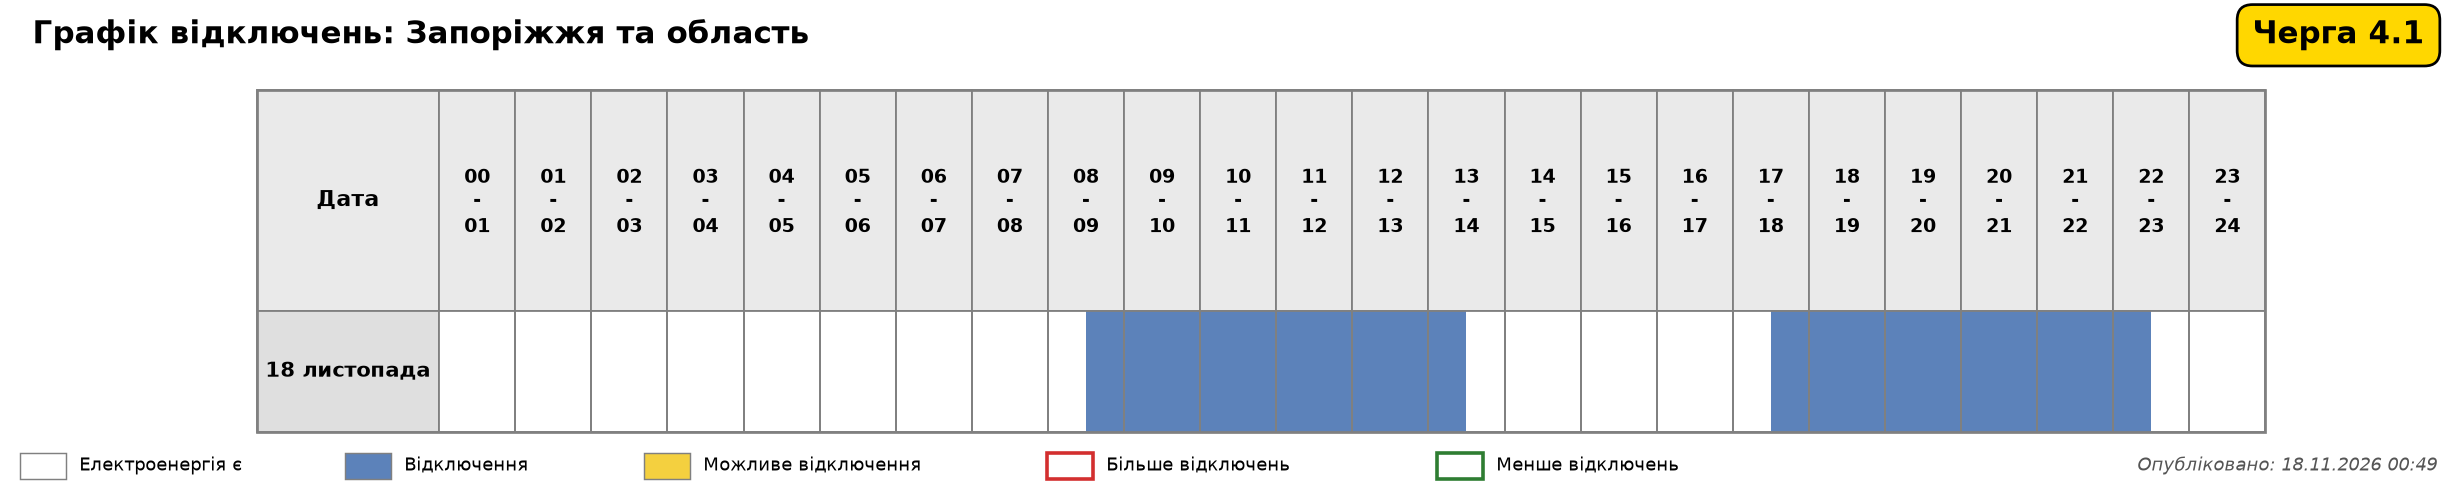 Графік відключень: Запоріжжя та область
Черга 4.1
Дата
00 - 01
01 - 02
02 - 03
03 - 04
04 - 05
05 - 06
06 - 07
07 - 08
08 - 09
09 - 10
10 - 11
11 - 12
12 - 13
13 - 14
14 - 15
15 - 16
16 - 17
17 - 18
18 - 19
19 - 20
20 - 21
21 - 22
22 - 23
23 - 24
18 листопада
Електроенергія є
Відключення
Можливе відключення
Більше відключень
Менше відключень
Опубліковано: 18.11.2026 00:49